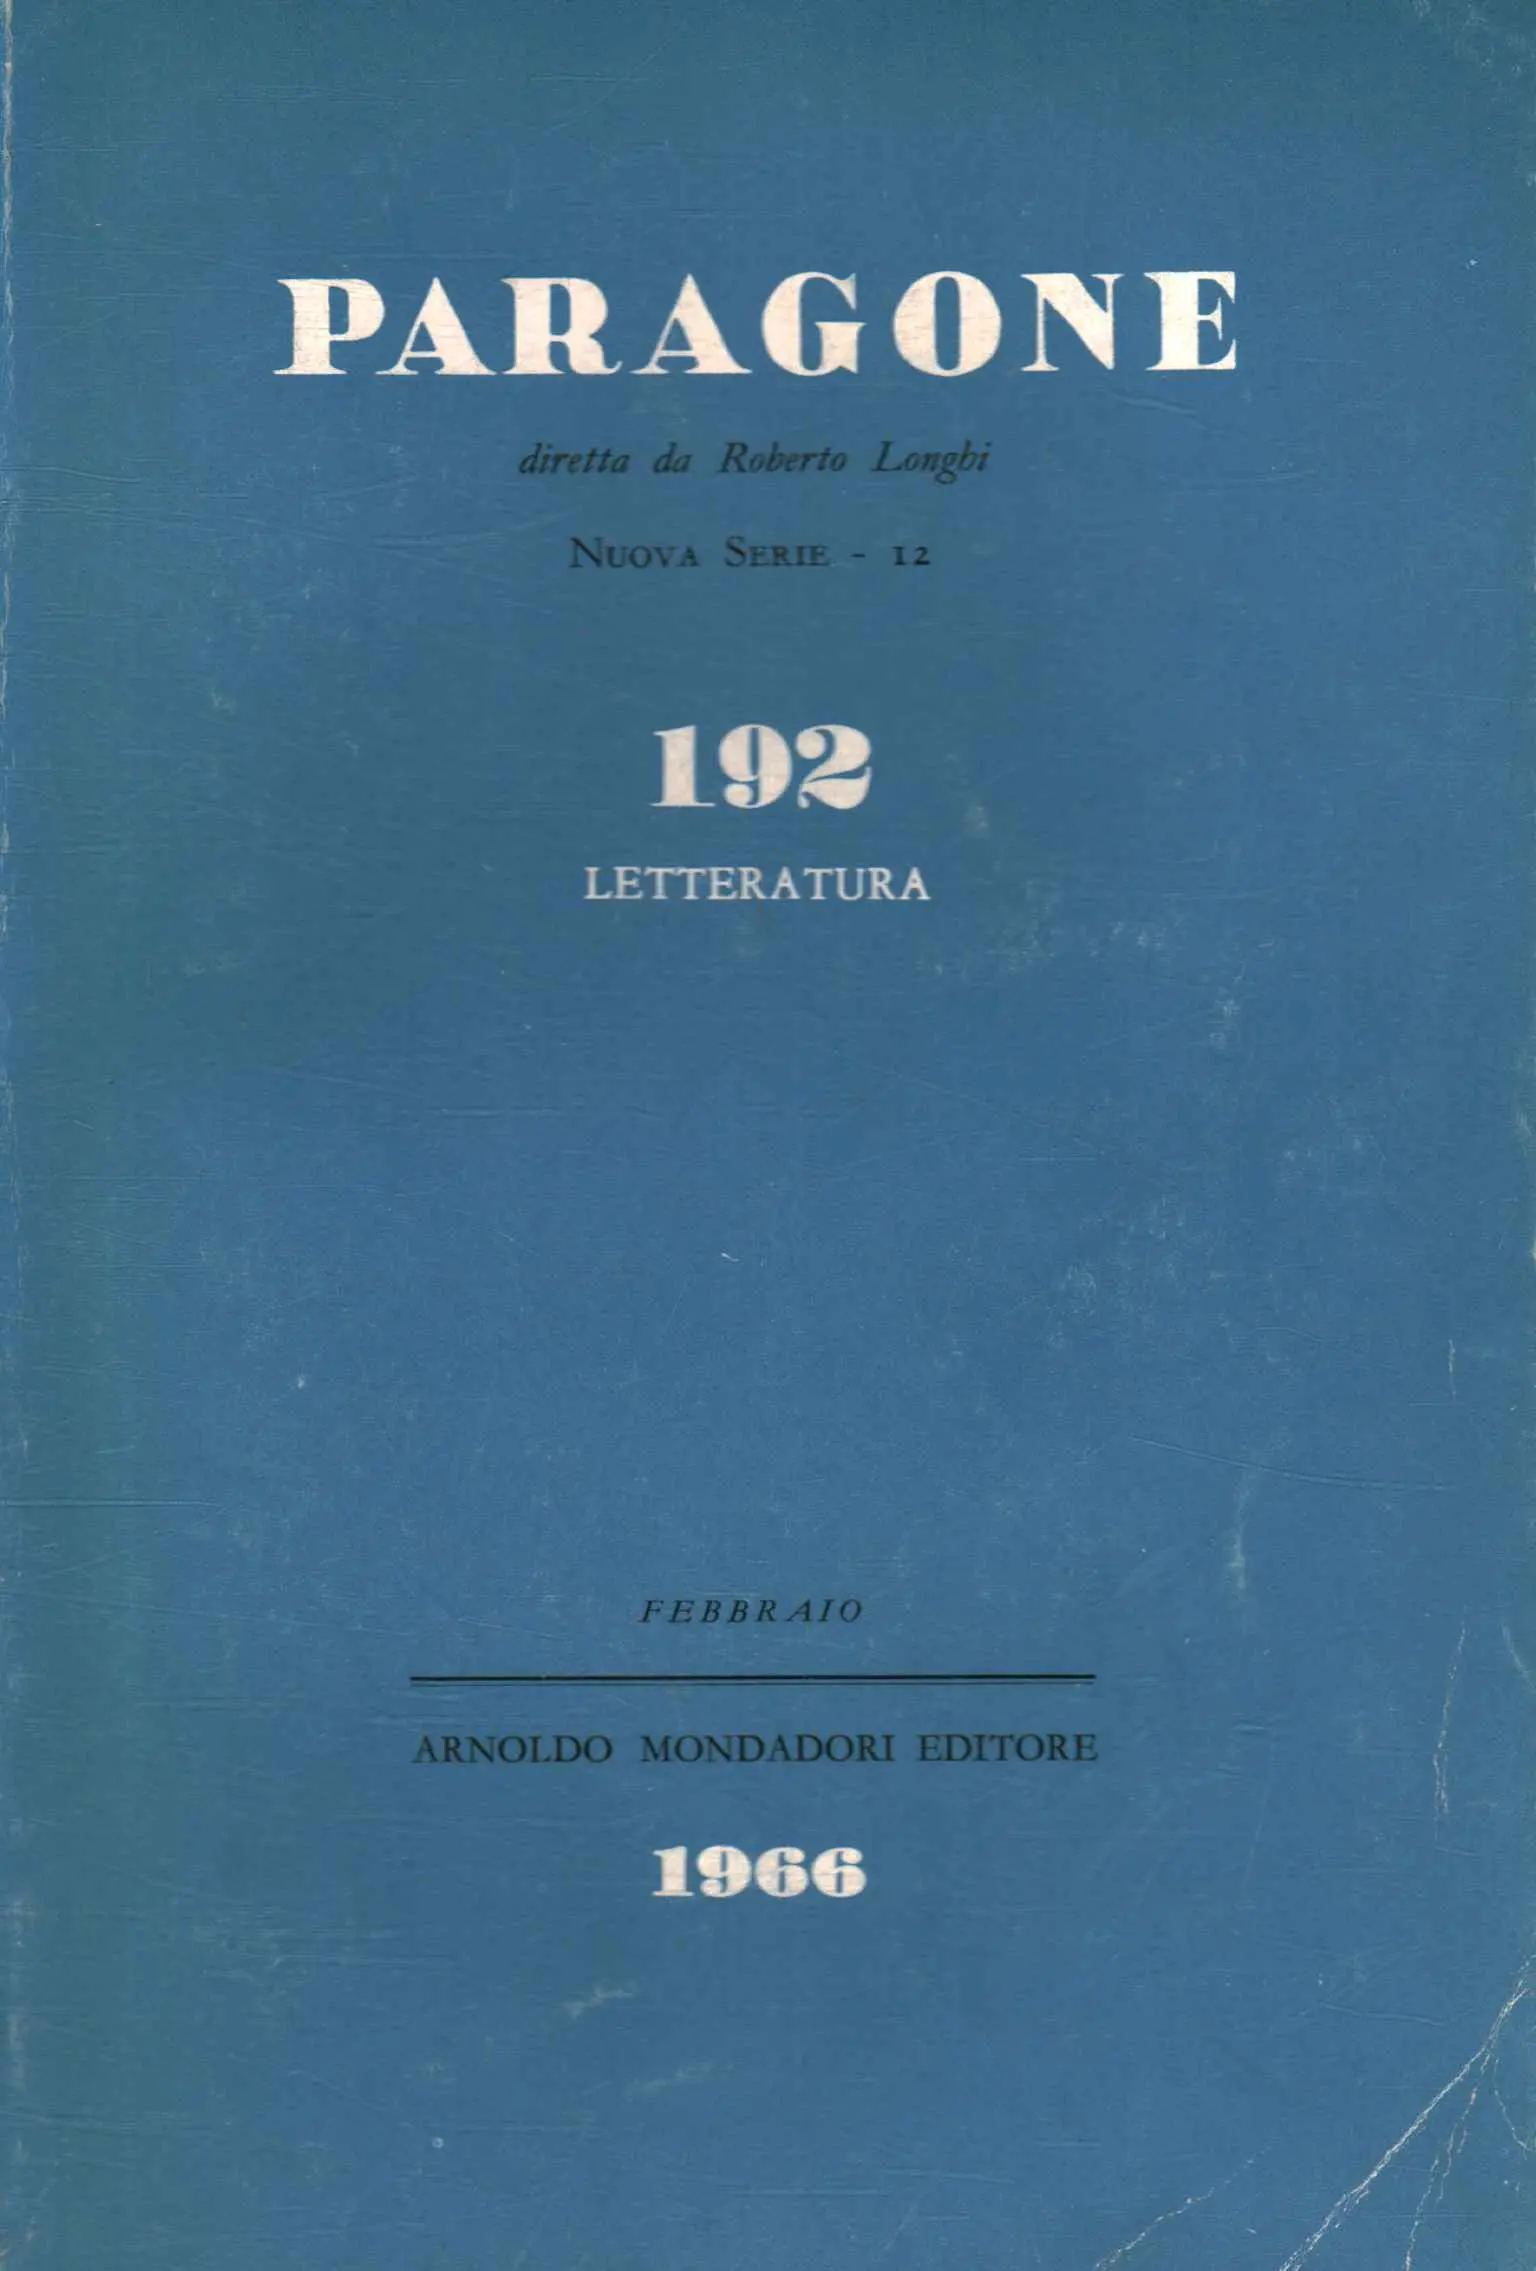 PARAGONE
diretta da Roberto Longhi
NUOVA SERIE - 12
192
LETTERATURA
FEBBRAIO
ARNOLDO MONDADORI EDITORE
1966